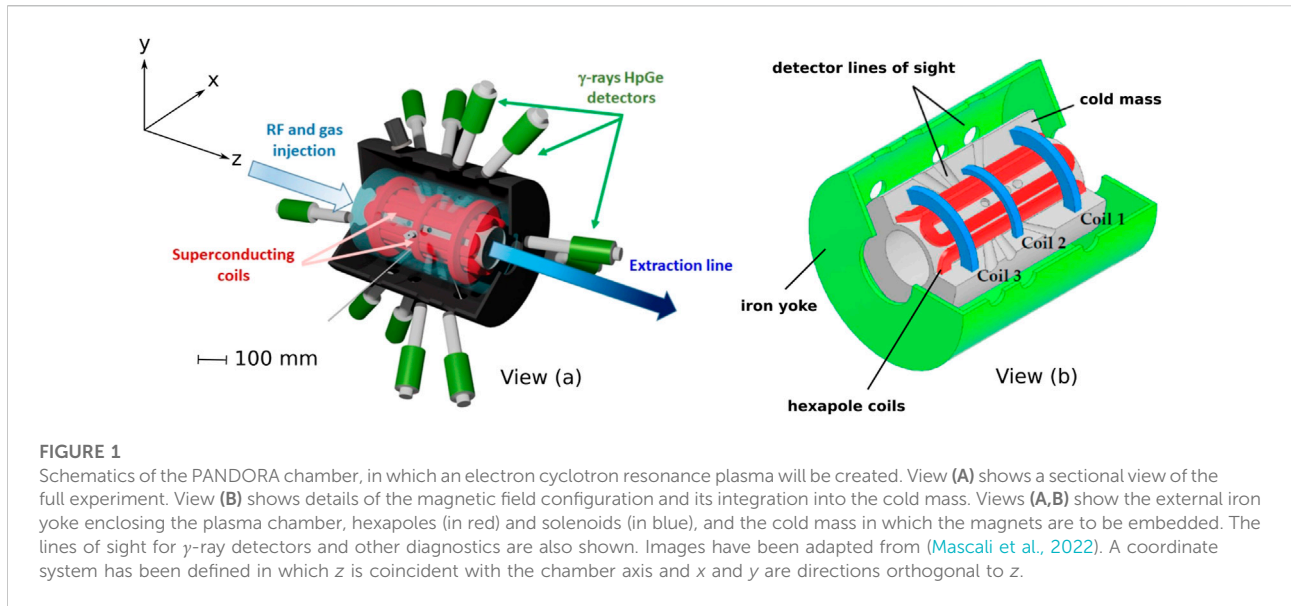 y
x
z
RF and gas
injection
γ-rays HpGe
detectors
Superconducting
coils
Extraction line
100 mm
View (a)
detector lines of sight
cold mass
Coil 1
Coil 2
Coil 3
iron yoke
hexapole coils
View (b)
FIGURE 1
Schematics of the PANDORA chamber, in which an electron cyclotron resonance plasma will be created. View (A) shows a sectional view of the
full experiment. View (B) shows details of the magnetic field configuration and its integration into the cold mass. Views (A,B) show the external iron
yoke enclosing the plasma chamber, hexapoles (in red) and solenoids (in blue), and the cold mass in which the magnets are to be embedded. The
lines of sight for γ-ray detectors and other diagnostics are also shown. Images have been adapted from (Mascali et al., 2022). A coordinate
system has been defined in which z is coincident with the chamber axis and x and y are directions orthogonal to z.